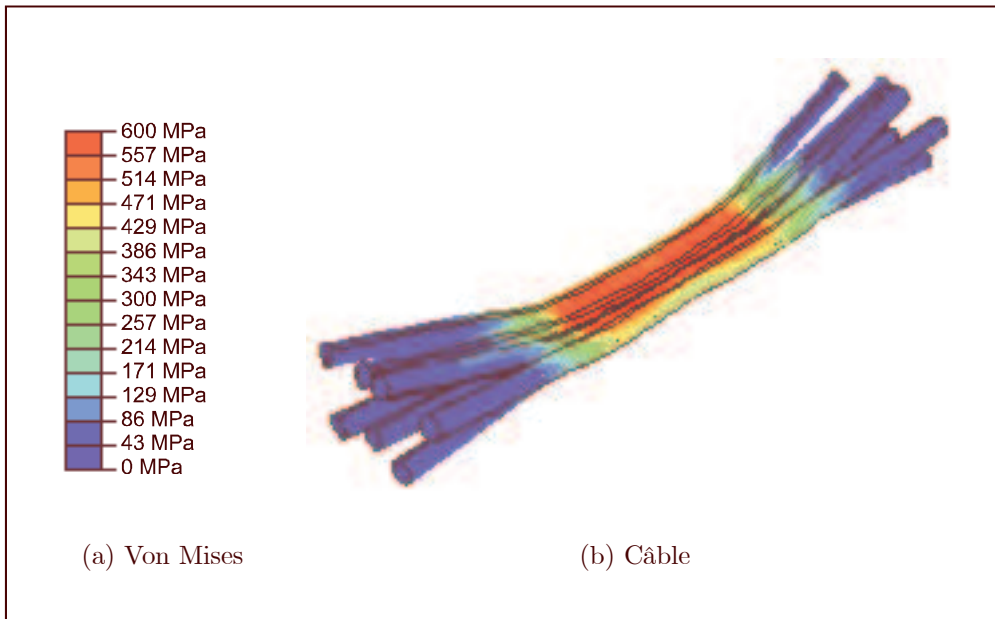 600 MPa
557 MPa
514 MPa
471 MPa
429 MPa
386 MPa
343 MPa
300 MPa
257 MPa
214 MPa
171 MPa
129 MPa
86 MPa
43 MPa
0 MPa
(a) Von Mises
(b) Câble